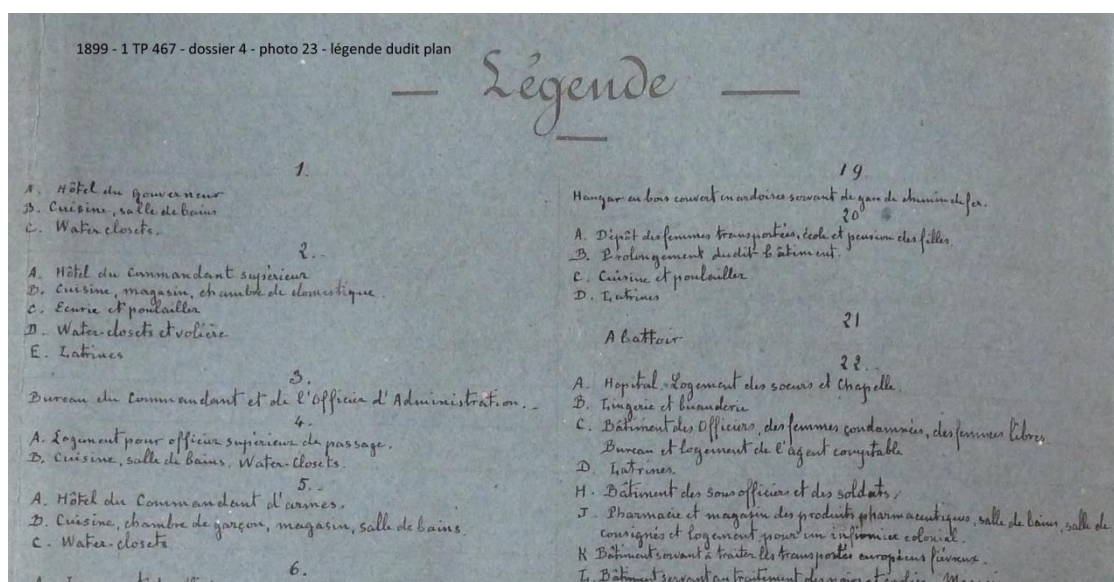 1899 - 1 TP 467 - dossier 4 - photo 23 - légende dudit plan
— Légende —
1.
A. Hôtel du Gouverneur
B. Cuisine, salle de bains
C. Water closets.
2.
A. Hôtel du Commandant supérieur
B. Cuisine, magasin, chambre de domestique.
C. Ecurie et poulailler
D. Water-closets et volière
E. Latrines
3.
Bureau du Commandant et de l'Officier d'Administration.
4.
A. Logement pour officier supérieur de passage.
B. Cuisine, salle de bains, Water-Closets.
5.
A. Hôtel du Commandant d'armes.
B. Cuisine, chambre de garçon, magasin, salle de bains.
C. Water-closets
6.
19.
Hangar en bois couvert en ardoises servant de gare de chemin de fer.
20
A. Dépôt des femmes transportées, école et pension des filles.
B. Prolongement dudit bâtiment.
C. Cuisine et poulailler
D. Latrines
21
Abattoir
22.
A. Hopital - Logement des soeurs et Chapelle.
B. Lingerie et buanderie
C. Bâtiment des Officiers, des femmes condamnées, des femmes libres
Bureau et logement de l'agent comptable
D. Latrines.
H. Bâtiment des sous officiers et des soldats.
J. Pharmacie et magasin des produits pharmaceutiques, salle de bains, salle de
consignés et logement pour un infirmier colonial.
K Bâtiment servant à traiter les transportés européens fiévreux.
L. Bâtiment servant au traitement des noirs et